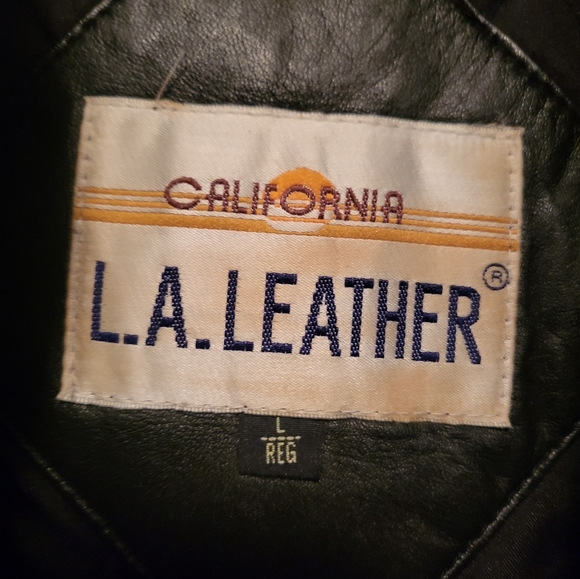 CALIFORNIA
L.A. LEATHER®
L
REG